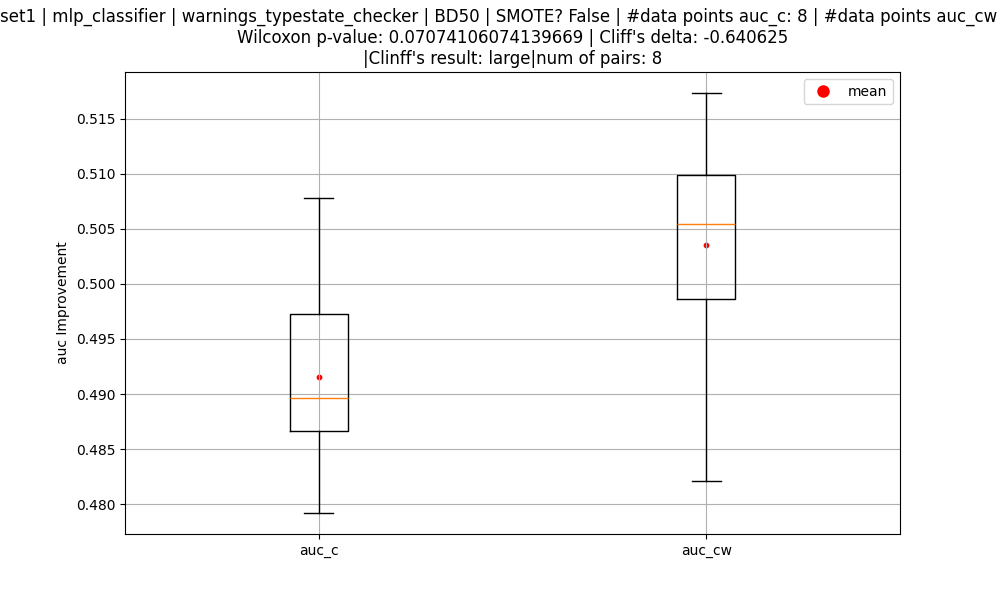 set1 | mlp_classifier | warnings_typestate_checker | BD50 | SMOTE? False | #data points auc_c: 8 | #data points auc_cw
Wilcoxon p-value: 0.07074106074139669 | Cliff's delta: -0.640625
|Clinff's result: large|num of pairs: 8
mean
0.515
0.510
0.505
0.500
0.495
0.490
0.485
0.480
auc Improvement
auc_c auc_cw